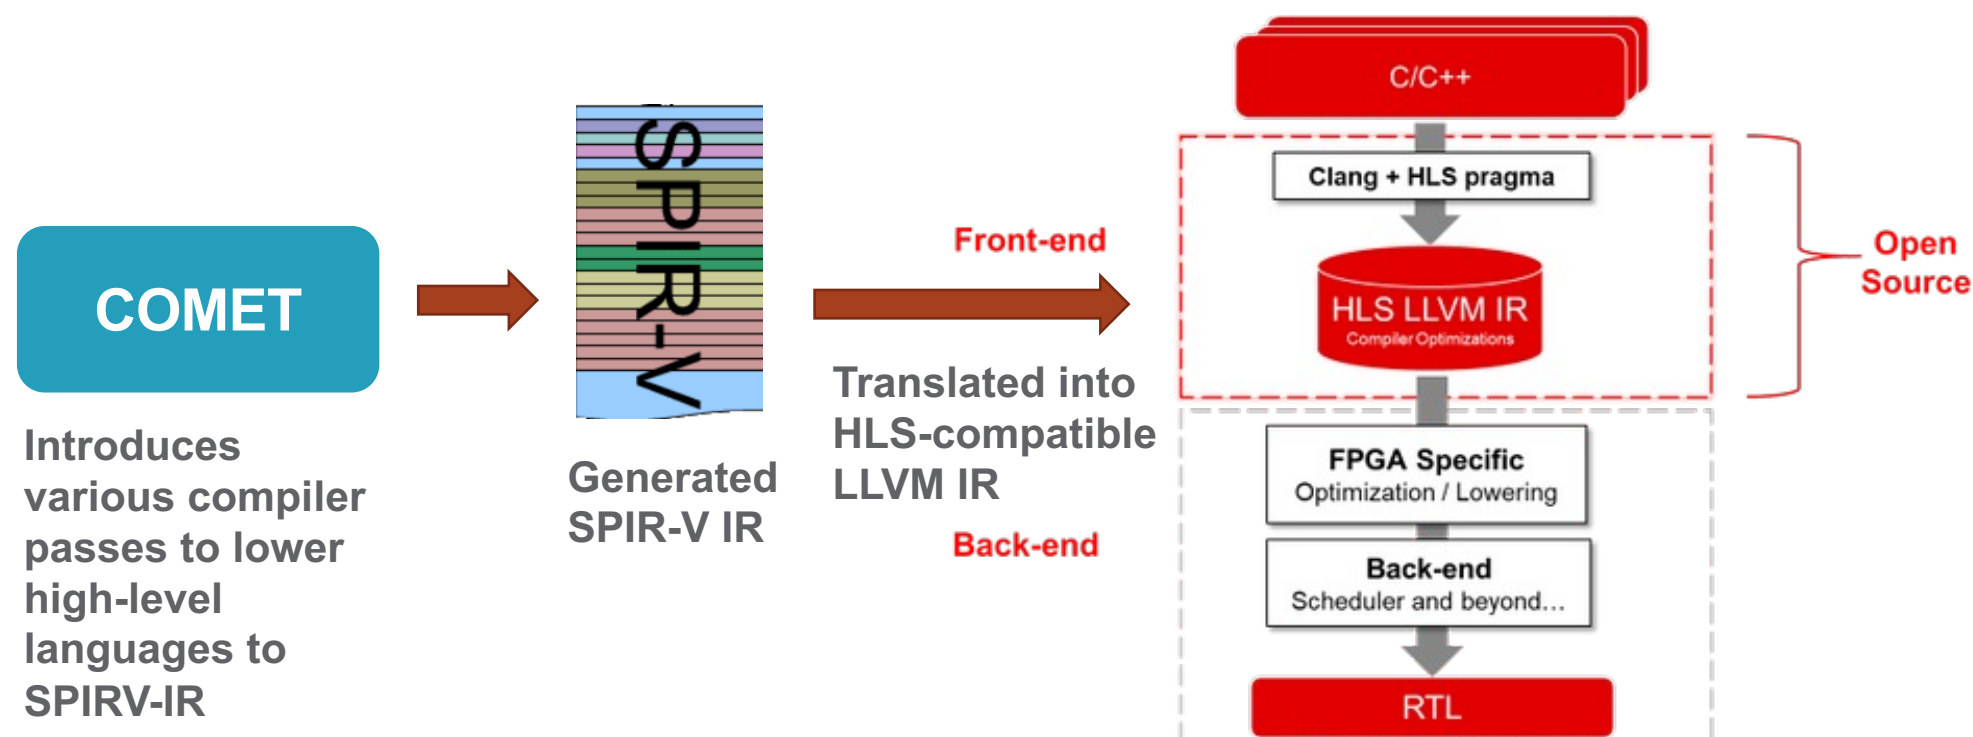 COMET
Introduces
various compiler
passes to lower
high-level
languages to
SPIRV-IR
SPIR-V
Generated
SPIR-V IR
Front-end
Translated into
HLS-compatible
LLVM IR
Back-end
C/C++
Clang + HLS pragma
HLS LLVM IR
Compiler Optimizations
FPGA Specific
Optimization / Lowering
Back-end
Scheduler and beyond…
RTL
Open
Source